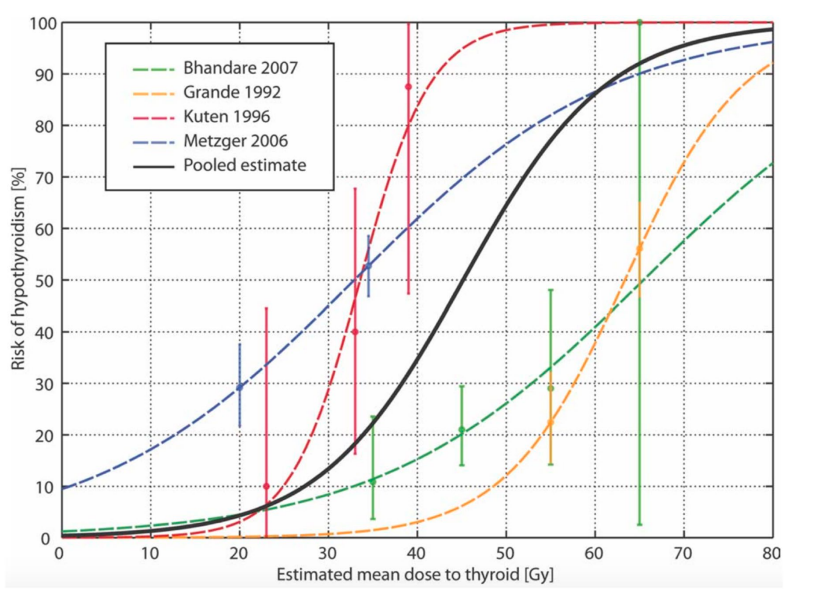 100
90
80
70
60
50
40
30
20
10
0
Risk of hypothyroidism [%]
Bhandare 2007
Grande 1992
Kuten 1996
Metzger 2006
Pooled estimate
0 10 20 30 40 50 60 70 80
Estimated mean dose to thyroid [Gy]